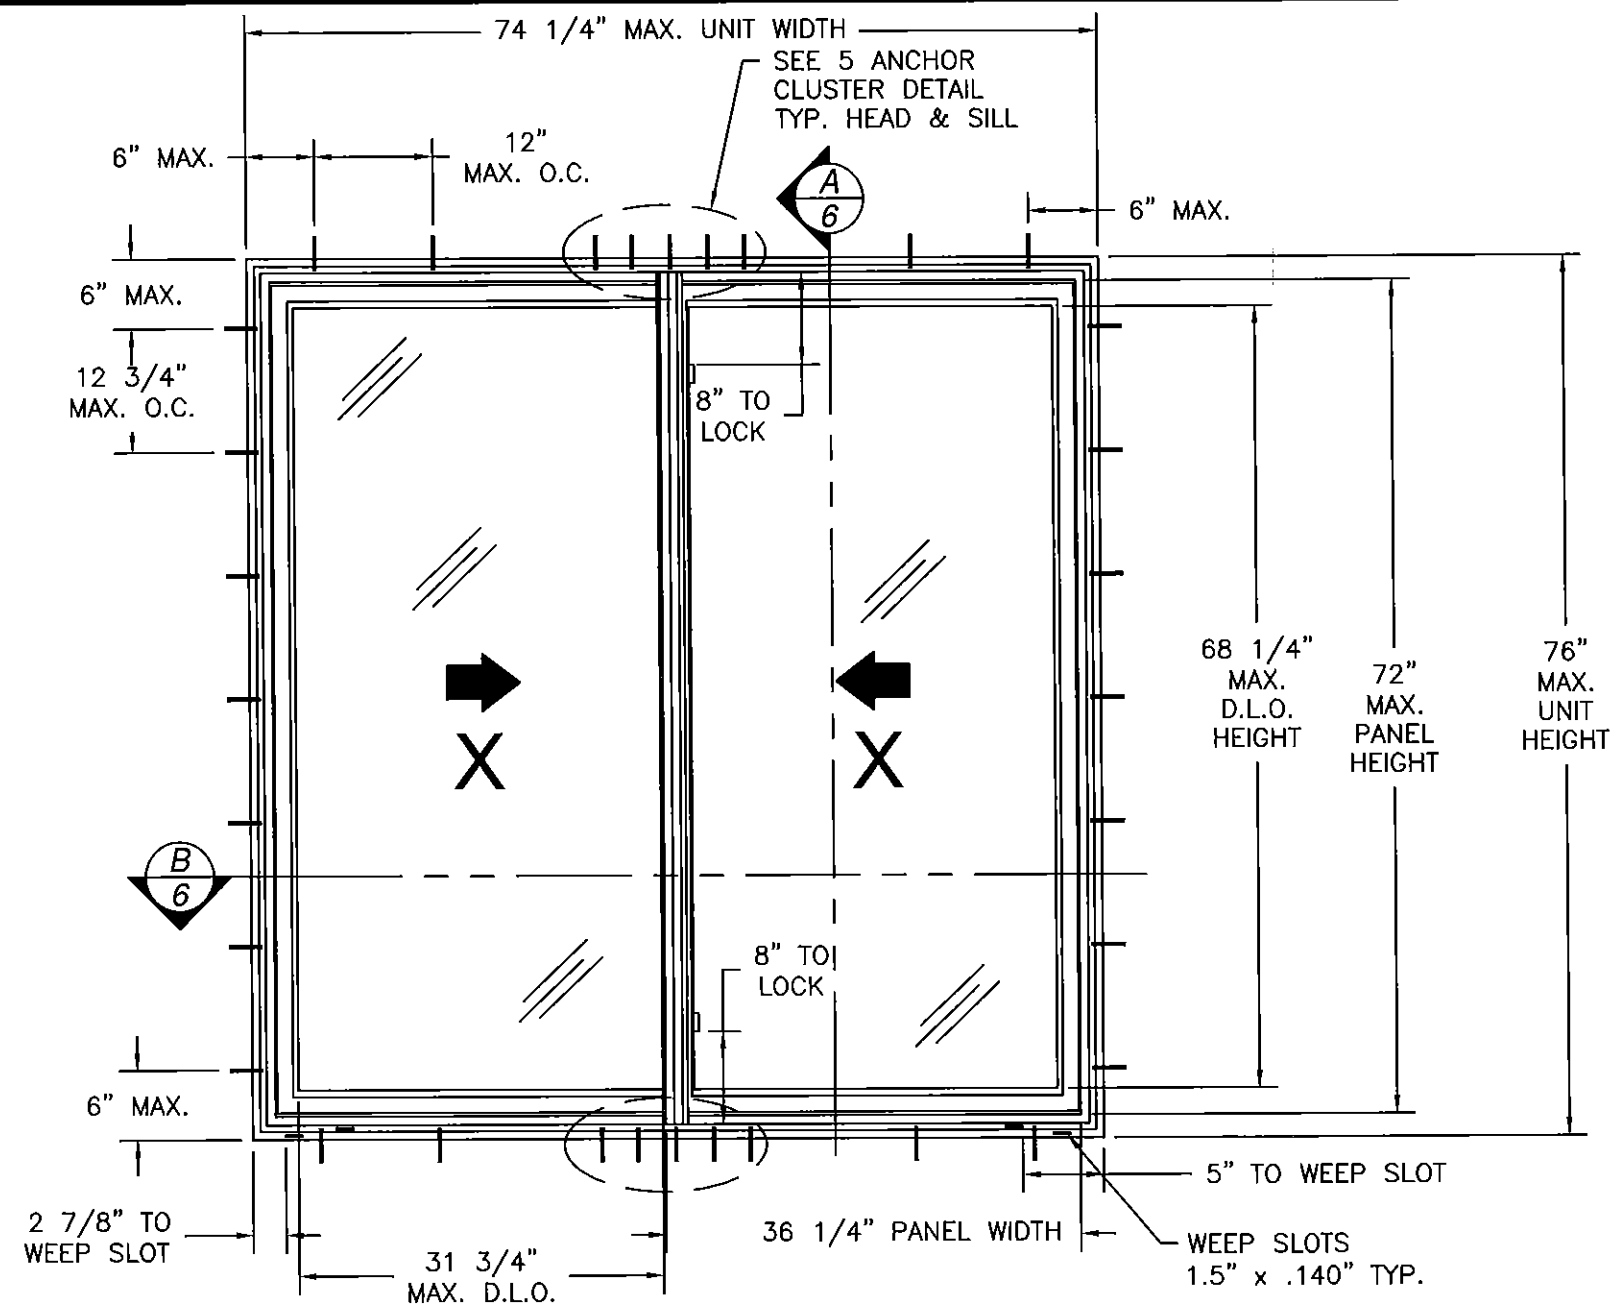 74 1/4" MAX. UNIT WIDTH
SEE 5 ANCHOR
CLUSTER DETAIL
TYP. HEAD & SILL
6" MAX.
12"
MAX. O.C.
A
6
6" MAX.
6" MAX.
12 3/4"
MAX. O.C.
8" TO
LOCK
68 1/4"
MAX.
D.L.O.
HEIGHT
72"
MAX.
PANEL
HEIGHT
76"
MAX.
UNIT
HEIGHT
X
X
B
6
8" TO
LOCK
6" MAX.
5" TO WEEP SLOT
2 7/8" TO
WEEP SLOT
31 3/4"
MAX. D.L.O.
36 1/4" PANEL WIDTH
WEEP SLOTS
1.5" x .140" TYP.